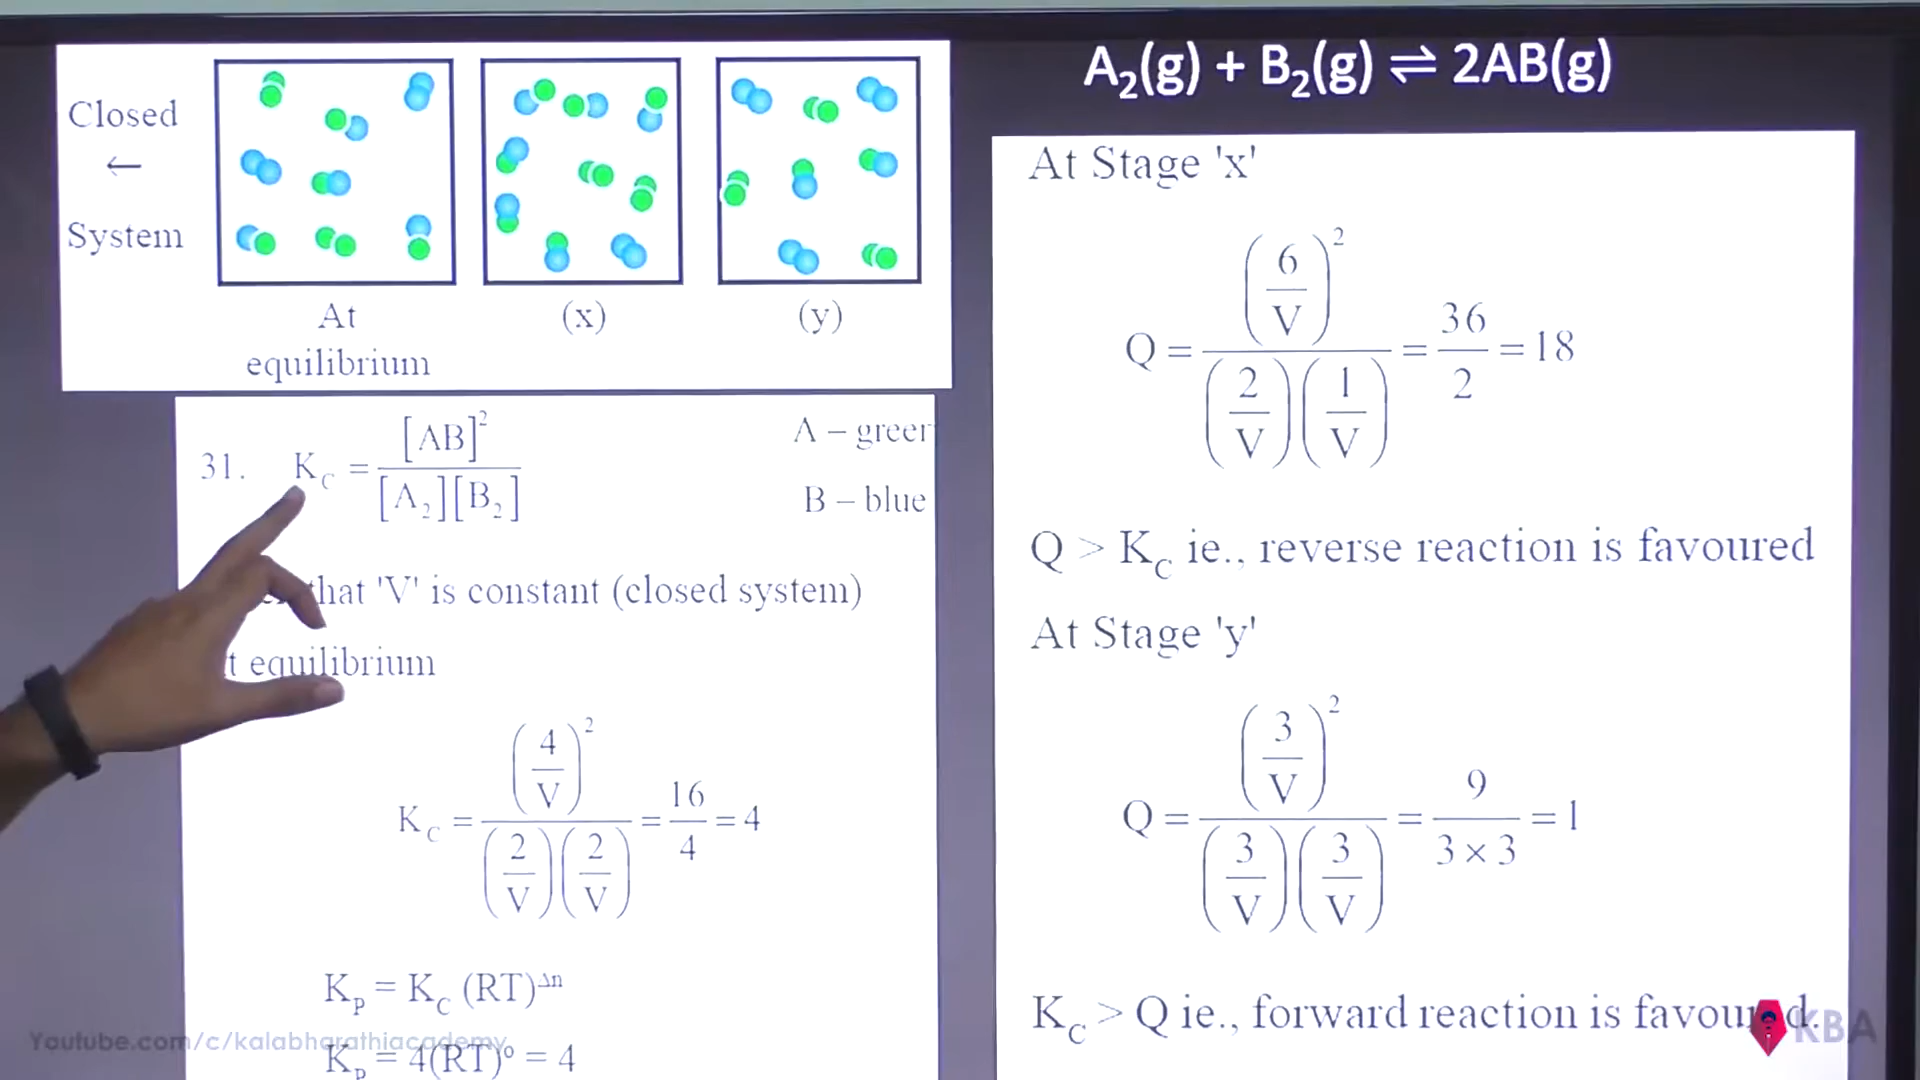 A₂(g) + B₂(g) ⇌ 2AB(g)
Closed
←
System
At
equilibrium
(x)
(y)
31. K_C = [AB]² / [A₂][B₂]
A – green
B – blue
that 'V' is constant (closed system)
t equilibrium
K_C = (4/V)² / (2/V)(2/V) = 16/4 = 4
K_p = K_C (RT)^Δn
K_p = 4(RT)⁰ = 4
At Stage 'x'
Q = (6/V)² / (2/V)(1/V) = 36/2 = 18
Q > K_C ie., reverse reaction is favoured
At Stage 'y'
Q = (3/V)² / (3/V)(3/V) = 9 / 3 × 3 = 1
K_C > Q ie., forward reaction is favoured.
Youtube.com/c/kalabharathiacademy
KBA